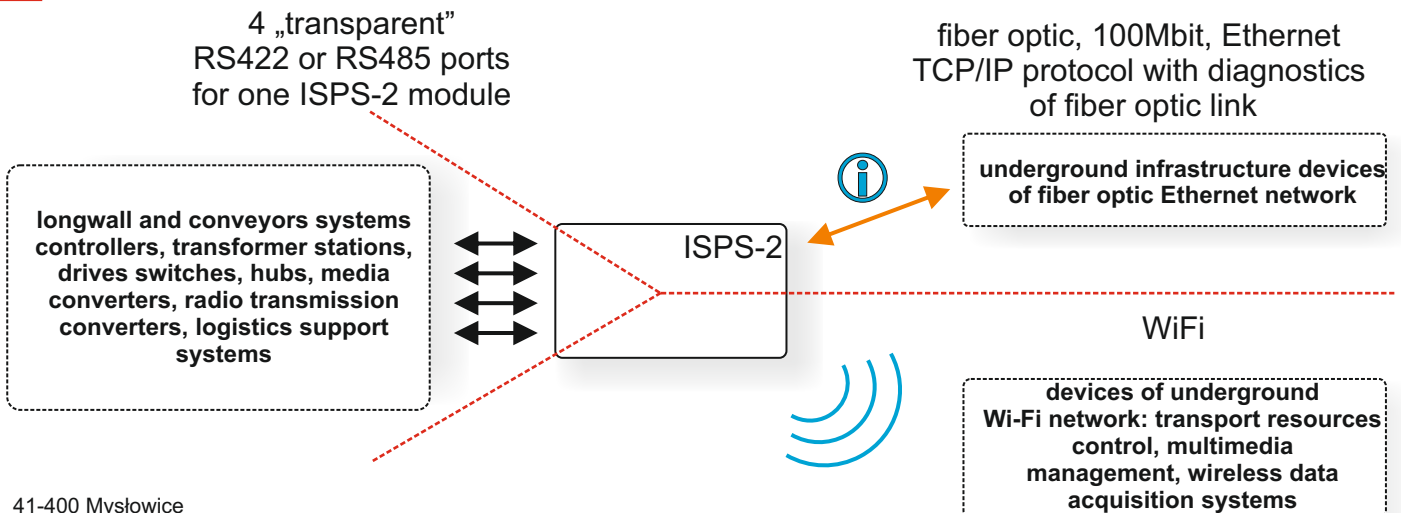 4 „transparent”
RS422 or RS485 ports
for one ISPS-2 module
fiber optic, 100Mbit, Ethernet
TCP/IP protocol with diagnostics
of fiber optic link
underground infrastructure devices
of fiber optic Ethernet network
longwall and conveyors systems
controllers, transformer stations,
drives switches, hubs, media
converters, radio transmission
converters, logistics support
systems
ISPS-2
WiFi
devices of underground
Wi-Fi network: transport resources
control, multimedia
management, wireless data
acquisition systems
41-400 Mysłowice